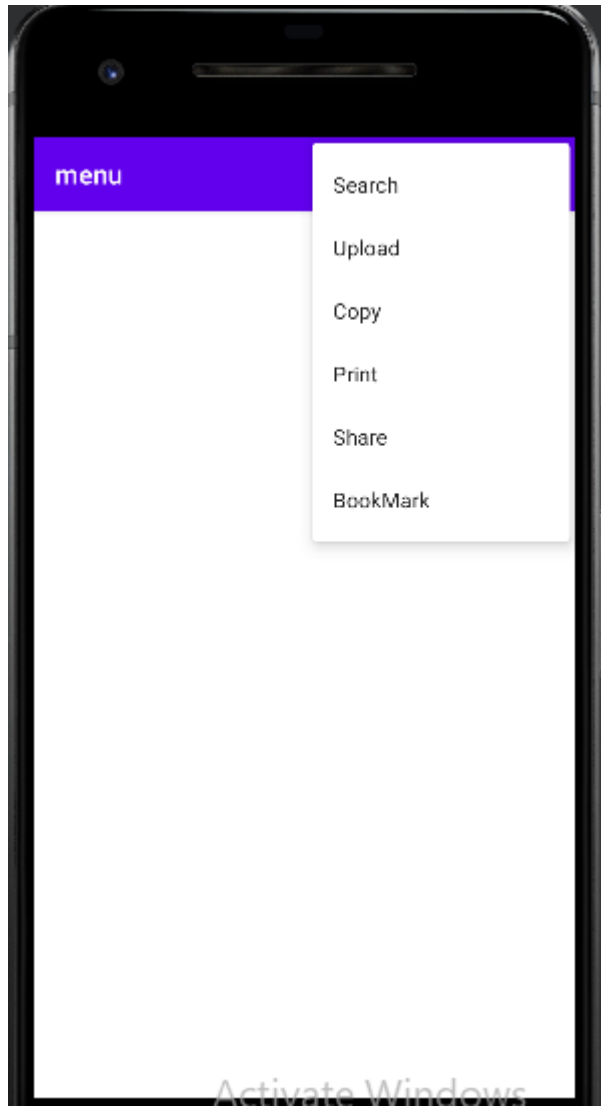 menu
Search
Upload
Copy
Print
Share
BookMark
Activate Windows